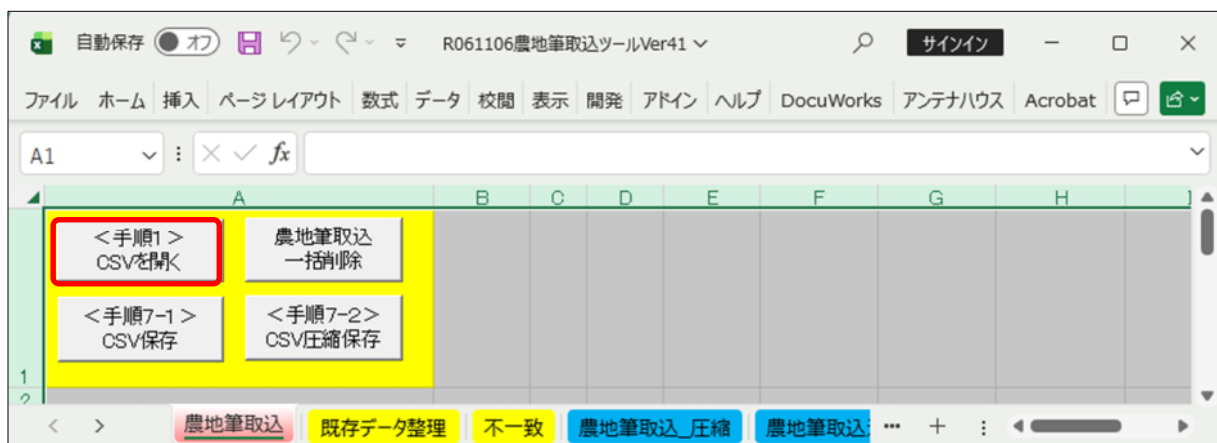 自動保存 オフ R061106農地筆取込ツールVer41 サインイン
ファイル ホーム 挿入 ページ レイアウト 数式 データ 校閲 表示 開発 アドイン ヘルプ DocuWorks アンテナハウス Acrobat
A1 fx
A B C D E F G H I
＜手順1＞
CSVを開く
農地筆取込
一括削除
＜手順7-1＞
CSV保存
＜手順7-2＞
CSV圧縮保存
1
2
農地筆取込 既存データ整理 不一致 農地筆取込_圧縮 農地筆取込